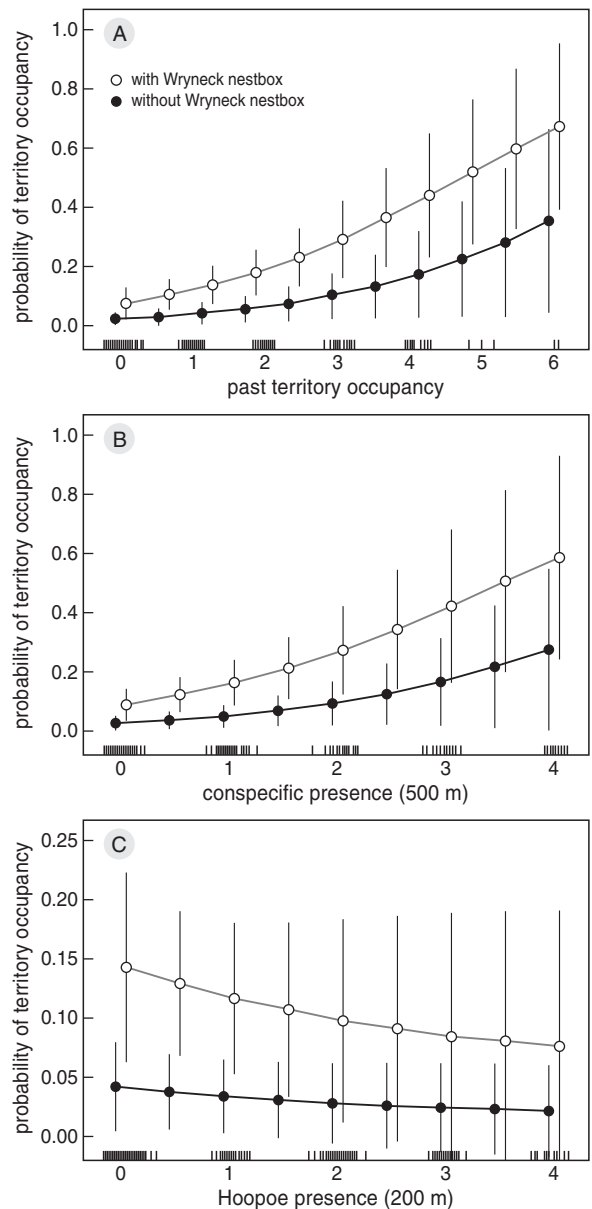 A
with Wryneck nestbox
without Wryneck nestbox
probability of territory occupancy
1.0
0.8
0.6
0.4
0.2
0.0
0 1 2 3 4 5 6
past territory occupancy
B
probability of territory occupancy
1.0
0.8
0.6
0.4
0.2
0.0
0 1 2 3 4
conspecific presence (500 m)
C
probability of territory occupancy
0.25
0.20
0.15
0.10
0.05
0.00
0 1 2 3 4
Hoopoe presence (200 m)